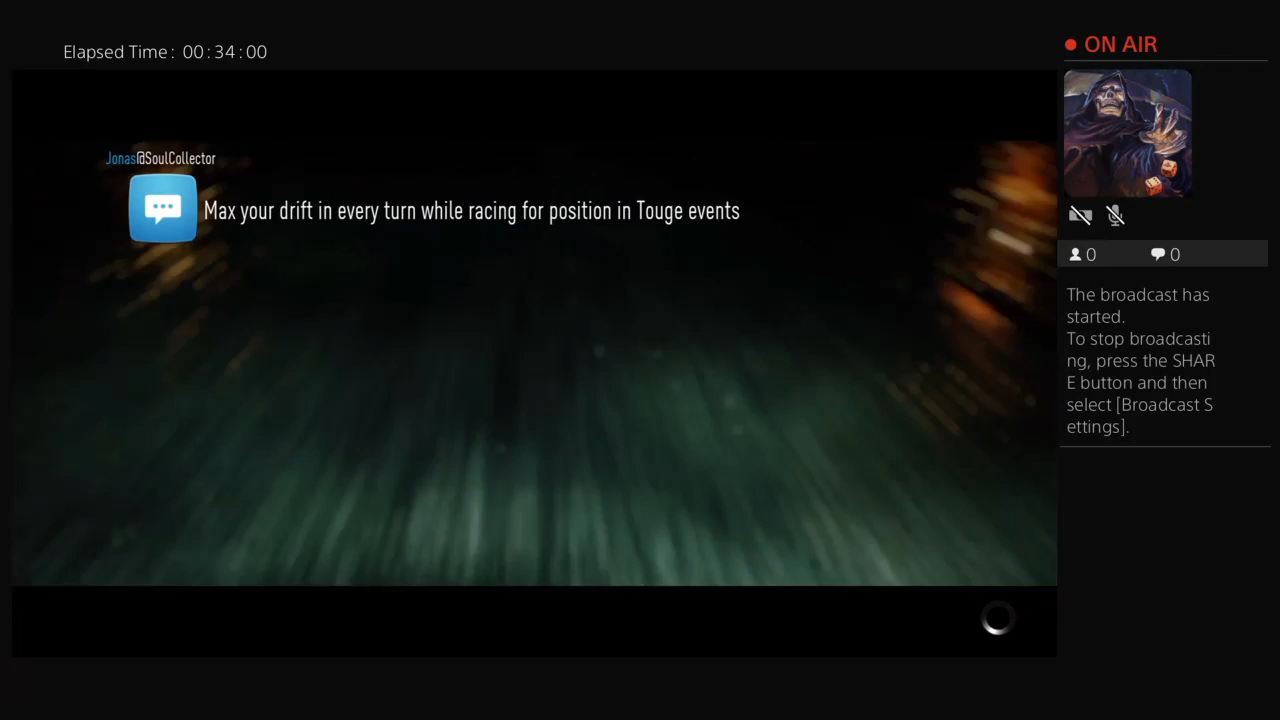 Elapsed Time: 00:34:00
ON AIR
Jonas@SoulCollector
Max your drift in every turn while racing for position in Touge events
0 0
The broadcast has
started.
To stop broadcasti
ng, press the SHAR
E button and then
select [Broadcast S
ettings].